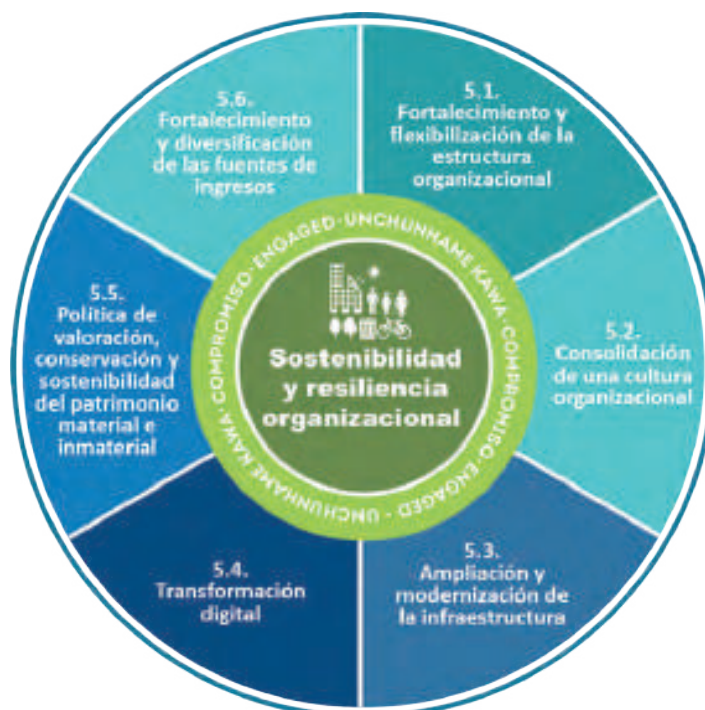 5.6.
Fortalecimiento
y diversificación
de las fuentes de
ingresos
5.1.
Fortalecimiento y
flexibilización de la
estructura
organizacional
5.5.
Política de
valoración,
conservación y
sostenibilidad
del patrimonio
material e
inmaterial
COMPROMISO·ENGAGED·UNCHUNHAME KAWA·COMPROMISO·ENGAGED - UNCHUNHAME KAWA·
Sostenibilidad
y resiliencia
organizacional
5.2.
Consolidación
de una cultura
organizacional
5.4.
Transformación
digital
5.3.
Ampliación y
modernización de
la infraestructura